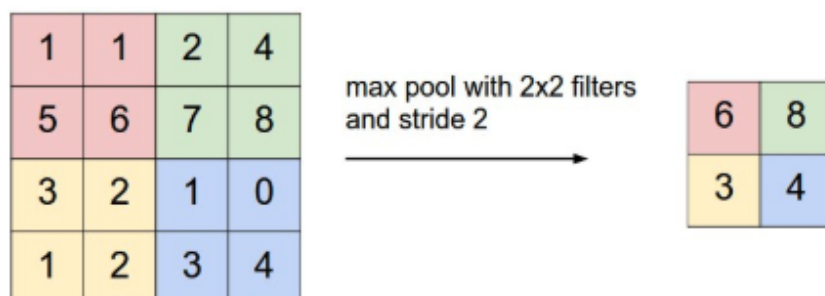 1 1 2 4
5 6 7 8
3 2 1 0
1 2 3 4
max pool with 2x2 filters
and stride 2
6 8
3 4